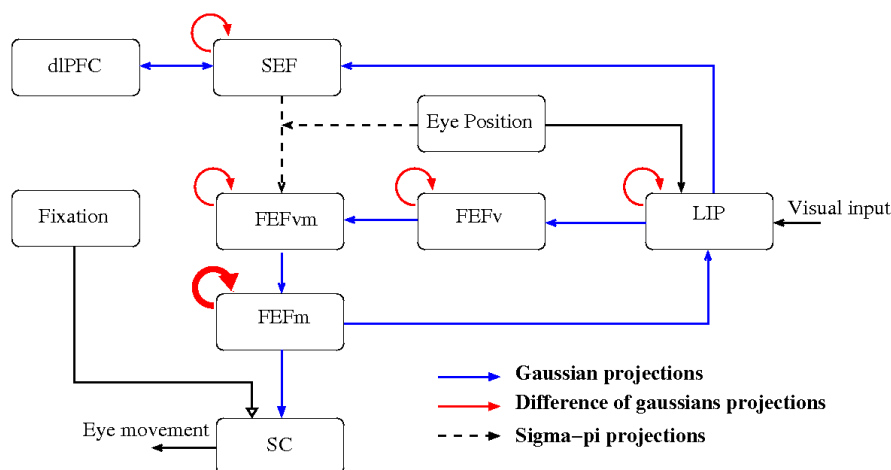 dlPFC
SEF
Eye Position
Fixation
FEFvm
FEFv
LIP
Visual input
FEFm
Gaussian projections
Difference of gaussians projections
Sigma−pi projections
Eye movement
SC